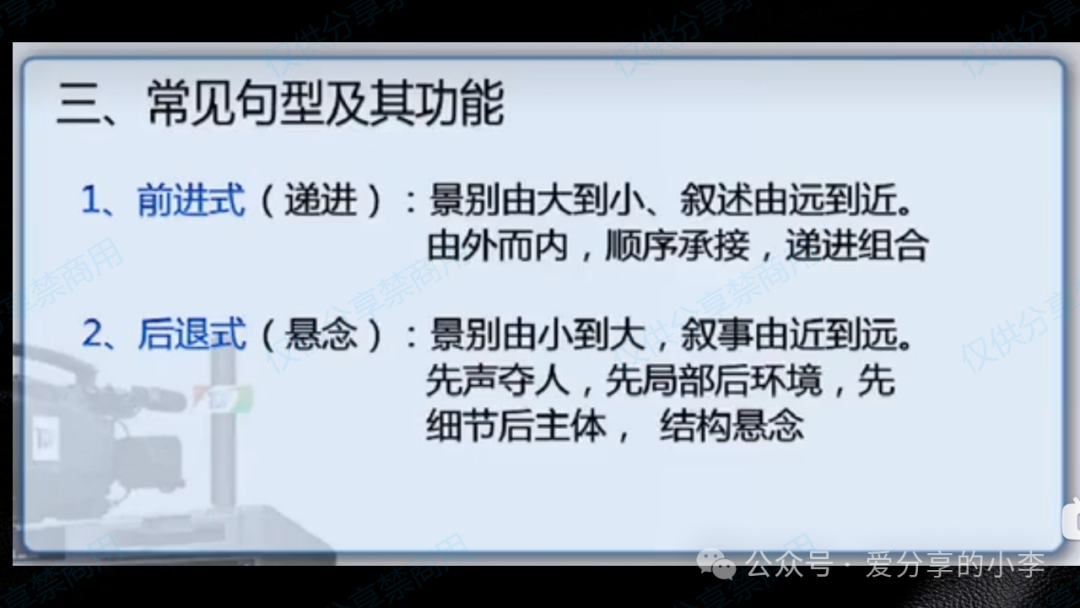 三、常见句型及其功能
1、前进式（递进）：景别由大到小、叙述由远到近。
由外而内，顺序承接，递进组合
2、后退式（悬念）：景别由小到大，叙事由近到远。
先声夺人，先局部后环境，先
细节后主体， 结构悬念
公众号·爱分享的小李
仅供分享禁商用